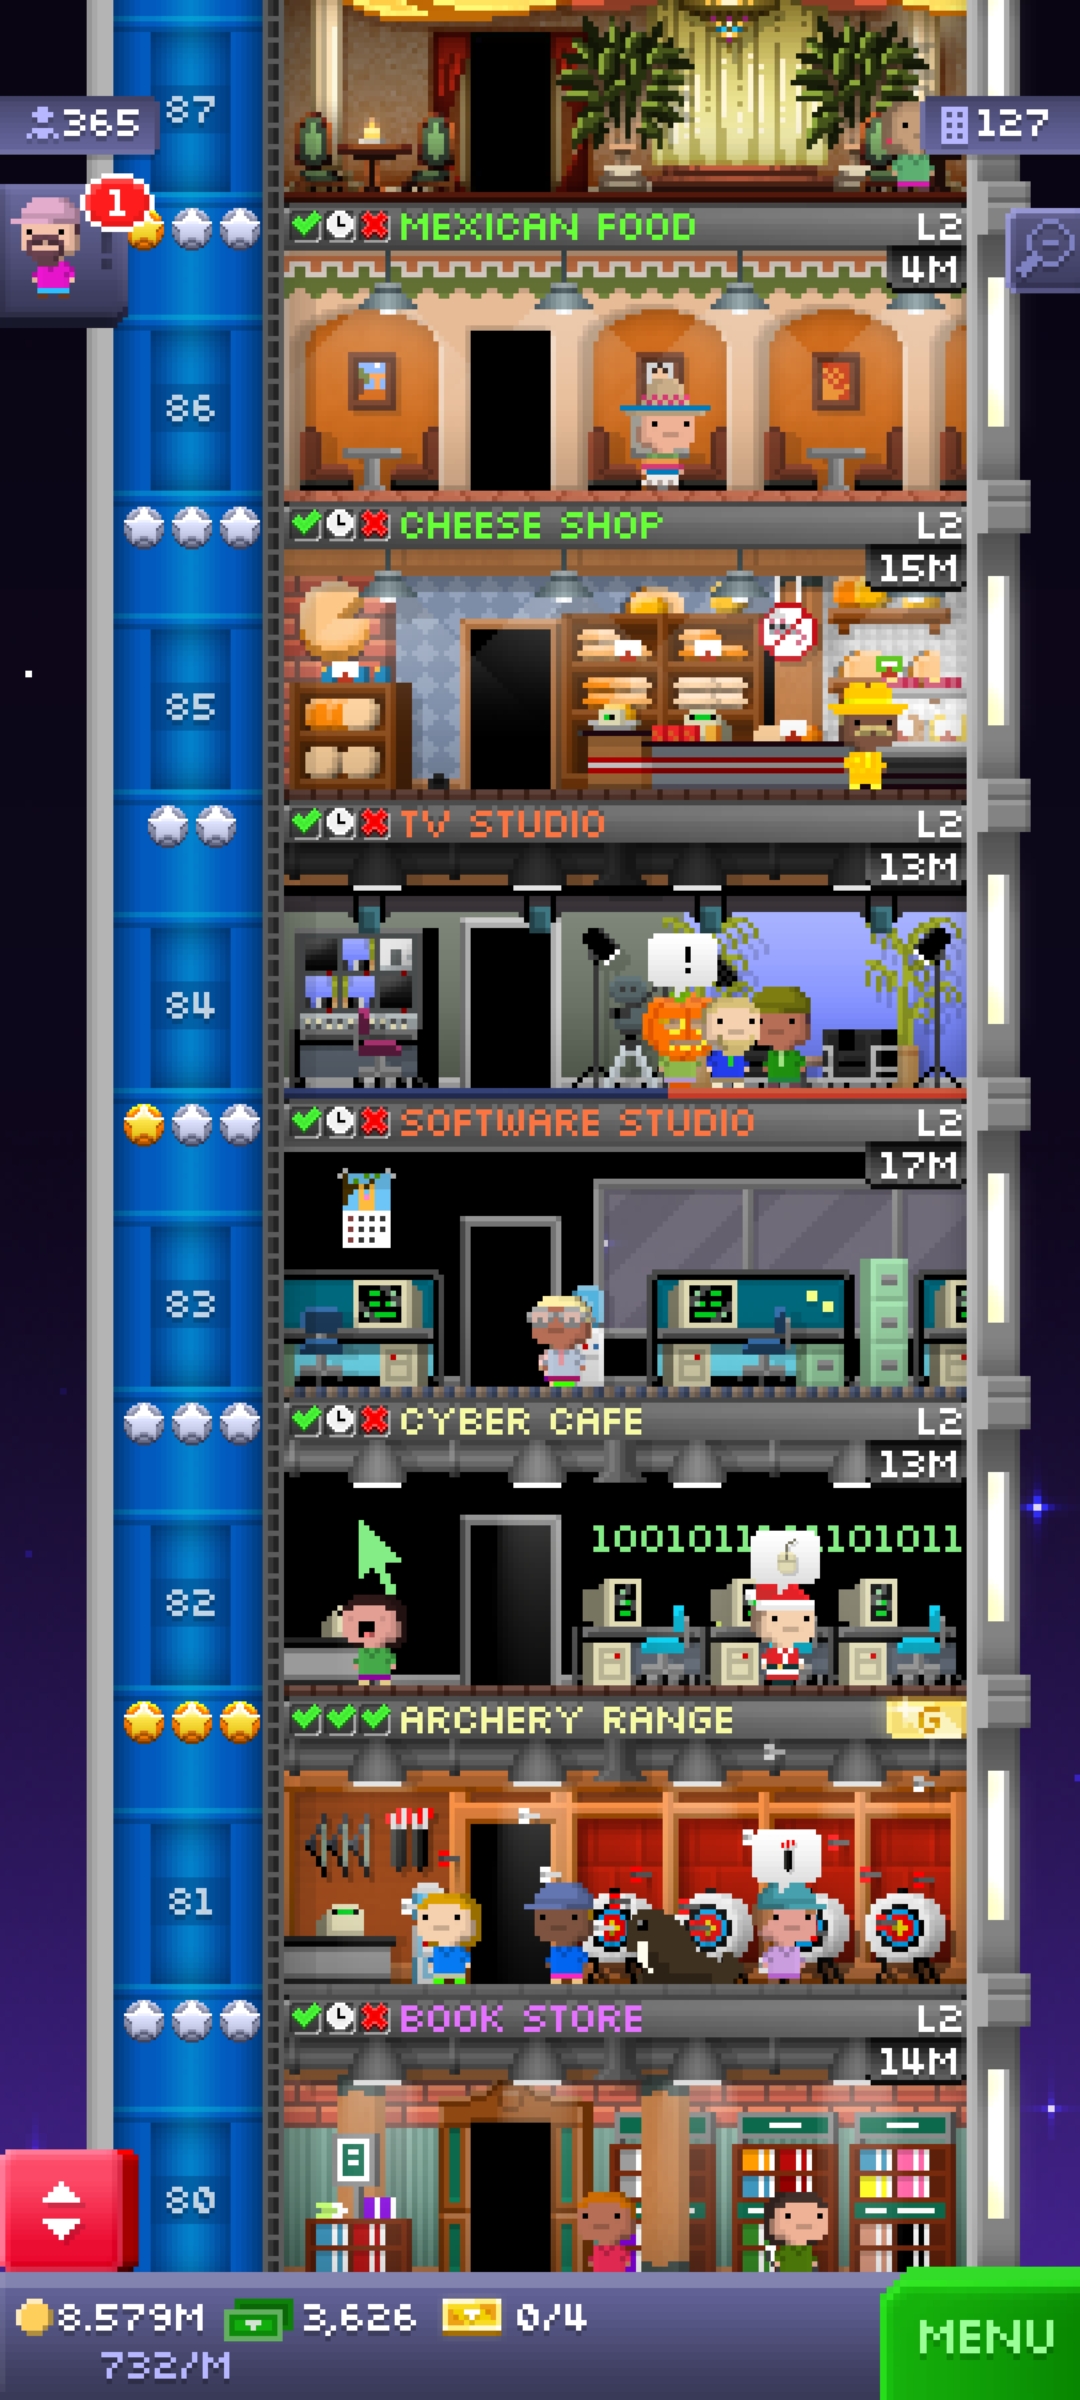 87
365
127
1
MEXICAN FOOD L2
4M
86
CHEESE SHOP L2
15M
85
TV STUDIO L2
13M
!
84
SOFTWARE STUDIO L2
17M
83
CYBER CAFE L2
13M
1001011 101011
82
ARCHERY RANGE G
81
BOOK STORE L2
14M
8
80
8.579M 3,626 0/4
732/M
MENU